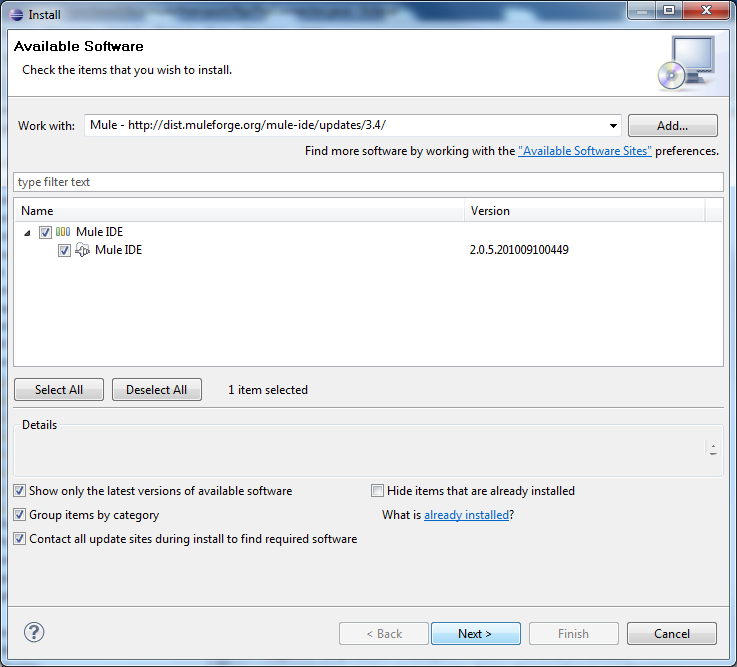 Install
Available Software
Check the items that you wish to install.
Work with: Mule - http://dist.muleforge.org/mule-ide/updates/3.4/ Add...
Find more software by working with the "Available Software Sites" preferences.
type filter text
Name Version
Mule IDE
Mule IDE 2.0.5.201009100449
Select All Deselect All 1 item selected
Details
Show only the latest versions of available software Hide items that are already installed
Group items by category What is already installed?
Contact all update sites during install to find required software
? < Back Next > Finish Cancel